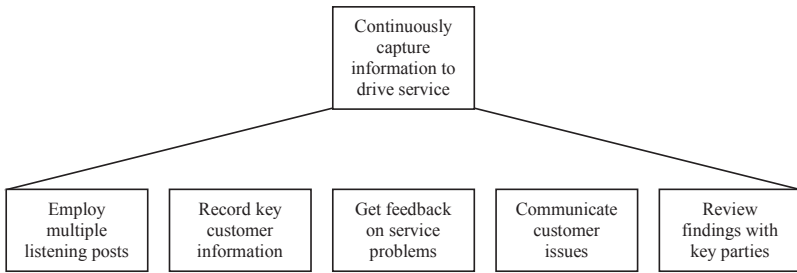 Continuously
capture
information to
drive service
Employ
multiple
listening posts
Record key
customer
information
Get feedback
on service
problems
Communicate
customer
issues
Review
findings with
key parties